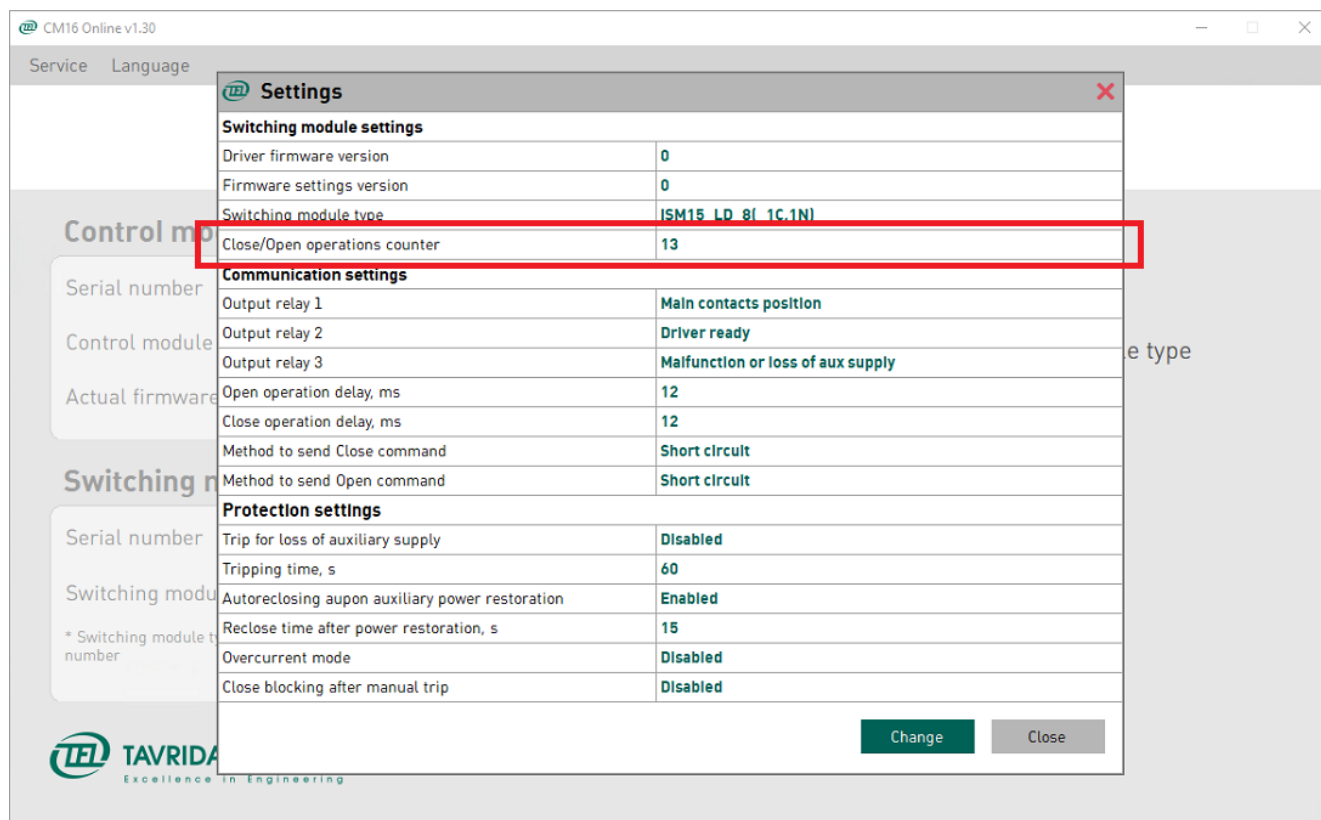 CM16 Online v1.30
Service Language
Settings
Switching module settings
Driver firmware version 0
Firmware settings version 0
Switching module type ISM15_LD_8(_1C,1N)
Close/Open operations counter 13
Communication settings
Output relay 1 Main contacts position
Output relay 2 Driver ready
Output relay 3 Malfunction or loss of aux supply
Open operation delay, ms 12
Close operation delay, ms 12
Method to send Close command Short circuit
Method to send Open command Short circuit
Protection settings
Trip for loss of auxiliary supply Disabled
Tripping time, s 60
Autoreclosing aupon auxiliary power restoration Enabled
Reclose time after power restoration, s 15
Overcurrent mode Disabled
Close blocking after manual trip Disabled
Change Close
Control mo
Serial number
Control module
Actual firmware
e type
Switching n
Serial number
Switching modu
* Switching module ty
number
TEL TAVRIDA
Excellence in Engineering